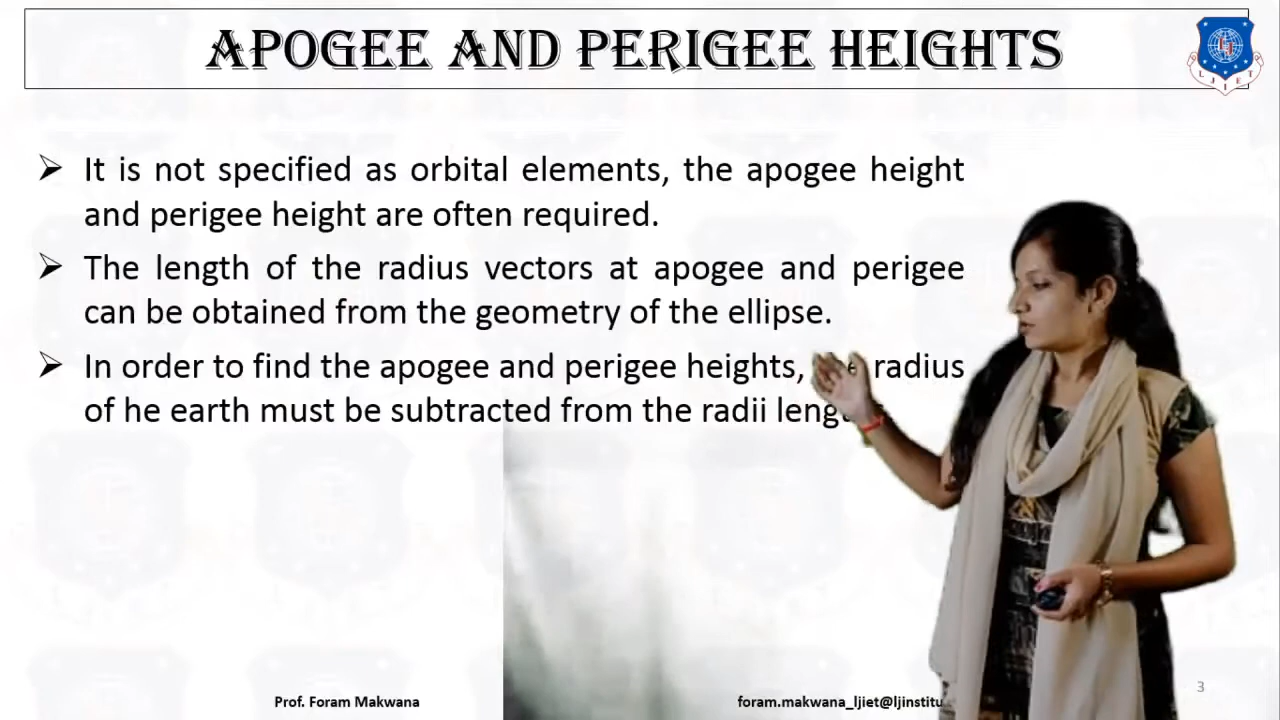 APOGEE AND PERIGEE HEIGHTS
LJIET
It is not specified as orbital elements, the apogee height
and perigee height are often required.
The length of the radius vectors at apogee and perigee
can be obtained from the geometry of the ellipse.
In order to find the apogee and perigee heights, radius
of he earth must be subtracted from the radii
Prof. Foram Makwana
foram.makwana_ljiet@ljinstitu
3